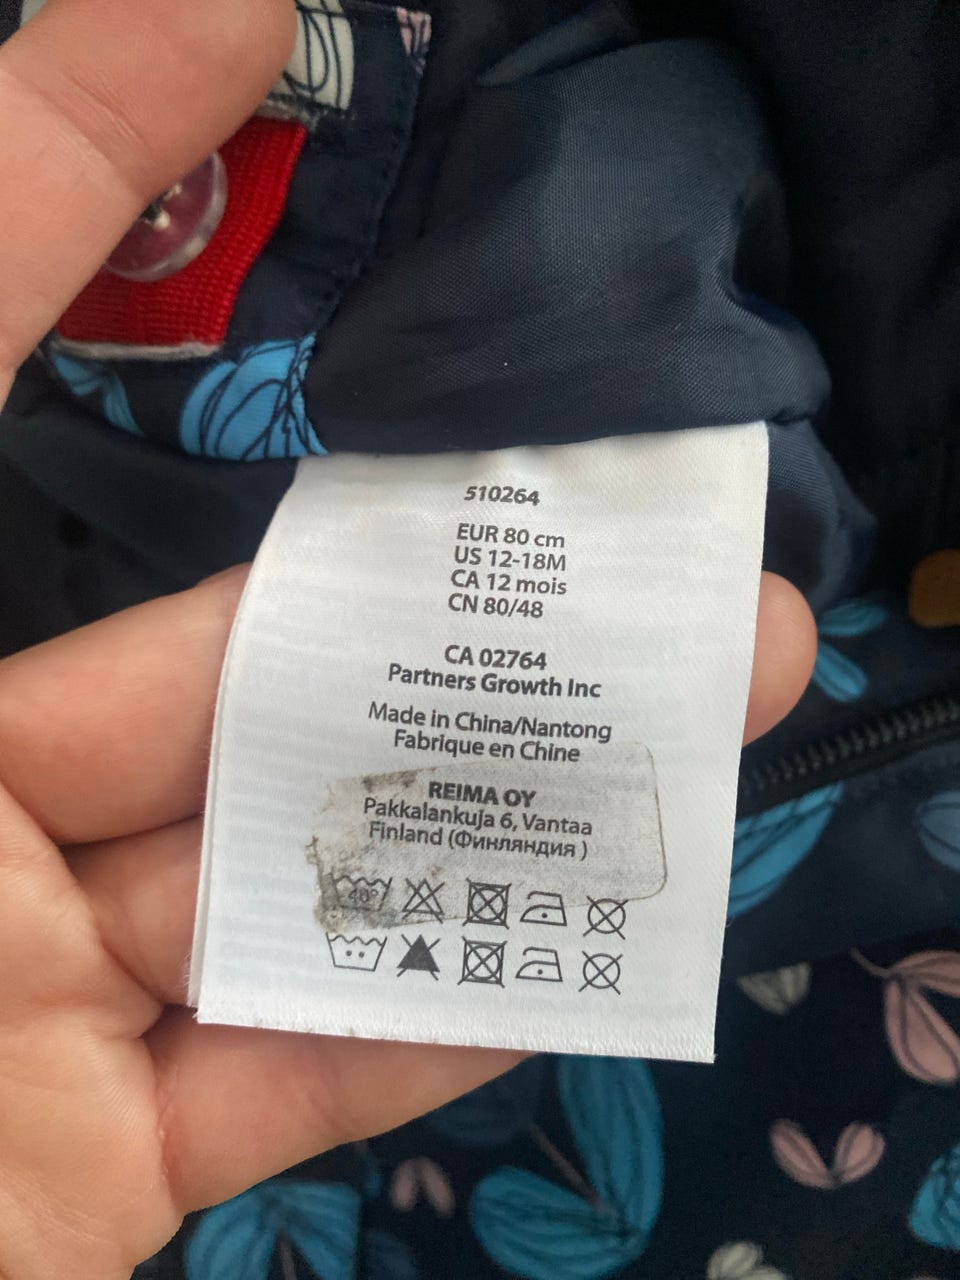 510264
EUR 80 cm
US 12-18M
CA 12 mois
CN 80/48
CA 02764
Partners Growth Inc
Made in China/Nantong
Fabrique en Chine
REIMA OY
Pakkalankuja 6, Vantaa
Finland (Финляндия )
40°